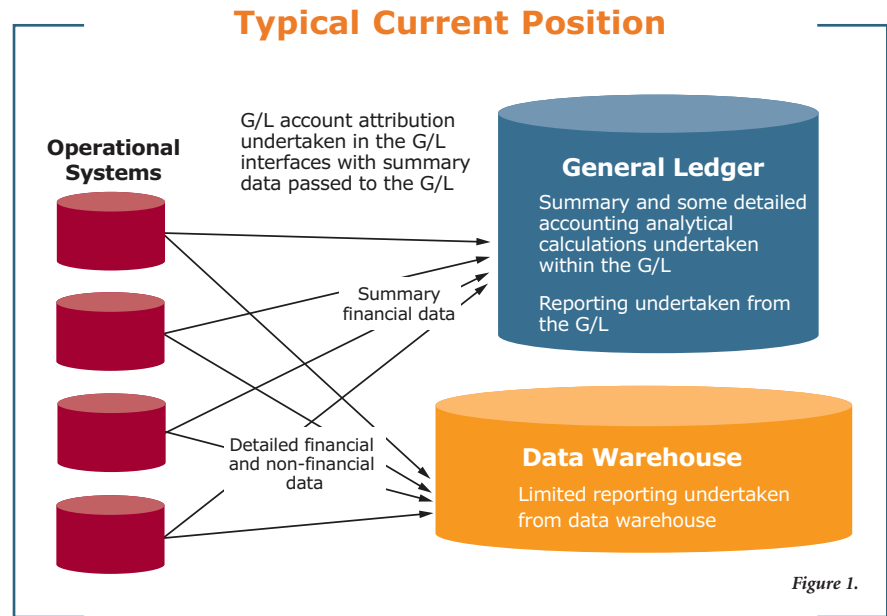 Typical Current Position
Operational
Systems
G/L account attribution
undertaken in the G/L
interfaces with summary
data passed to the G/L
General Ledger
Summary and some detailed
accounting analytical
calculations undertaken
within the G/L
Reporting undertaken from
the G/L
Summary
financial data
Detailed financial
and non-financial
data
Data Warehouse
Limited reporting undertaken
from data warehouse
Figure 1.